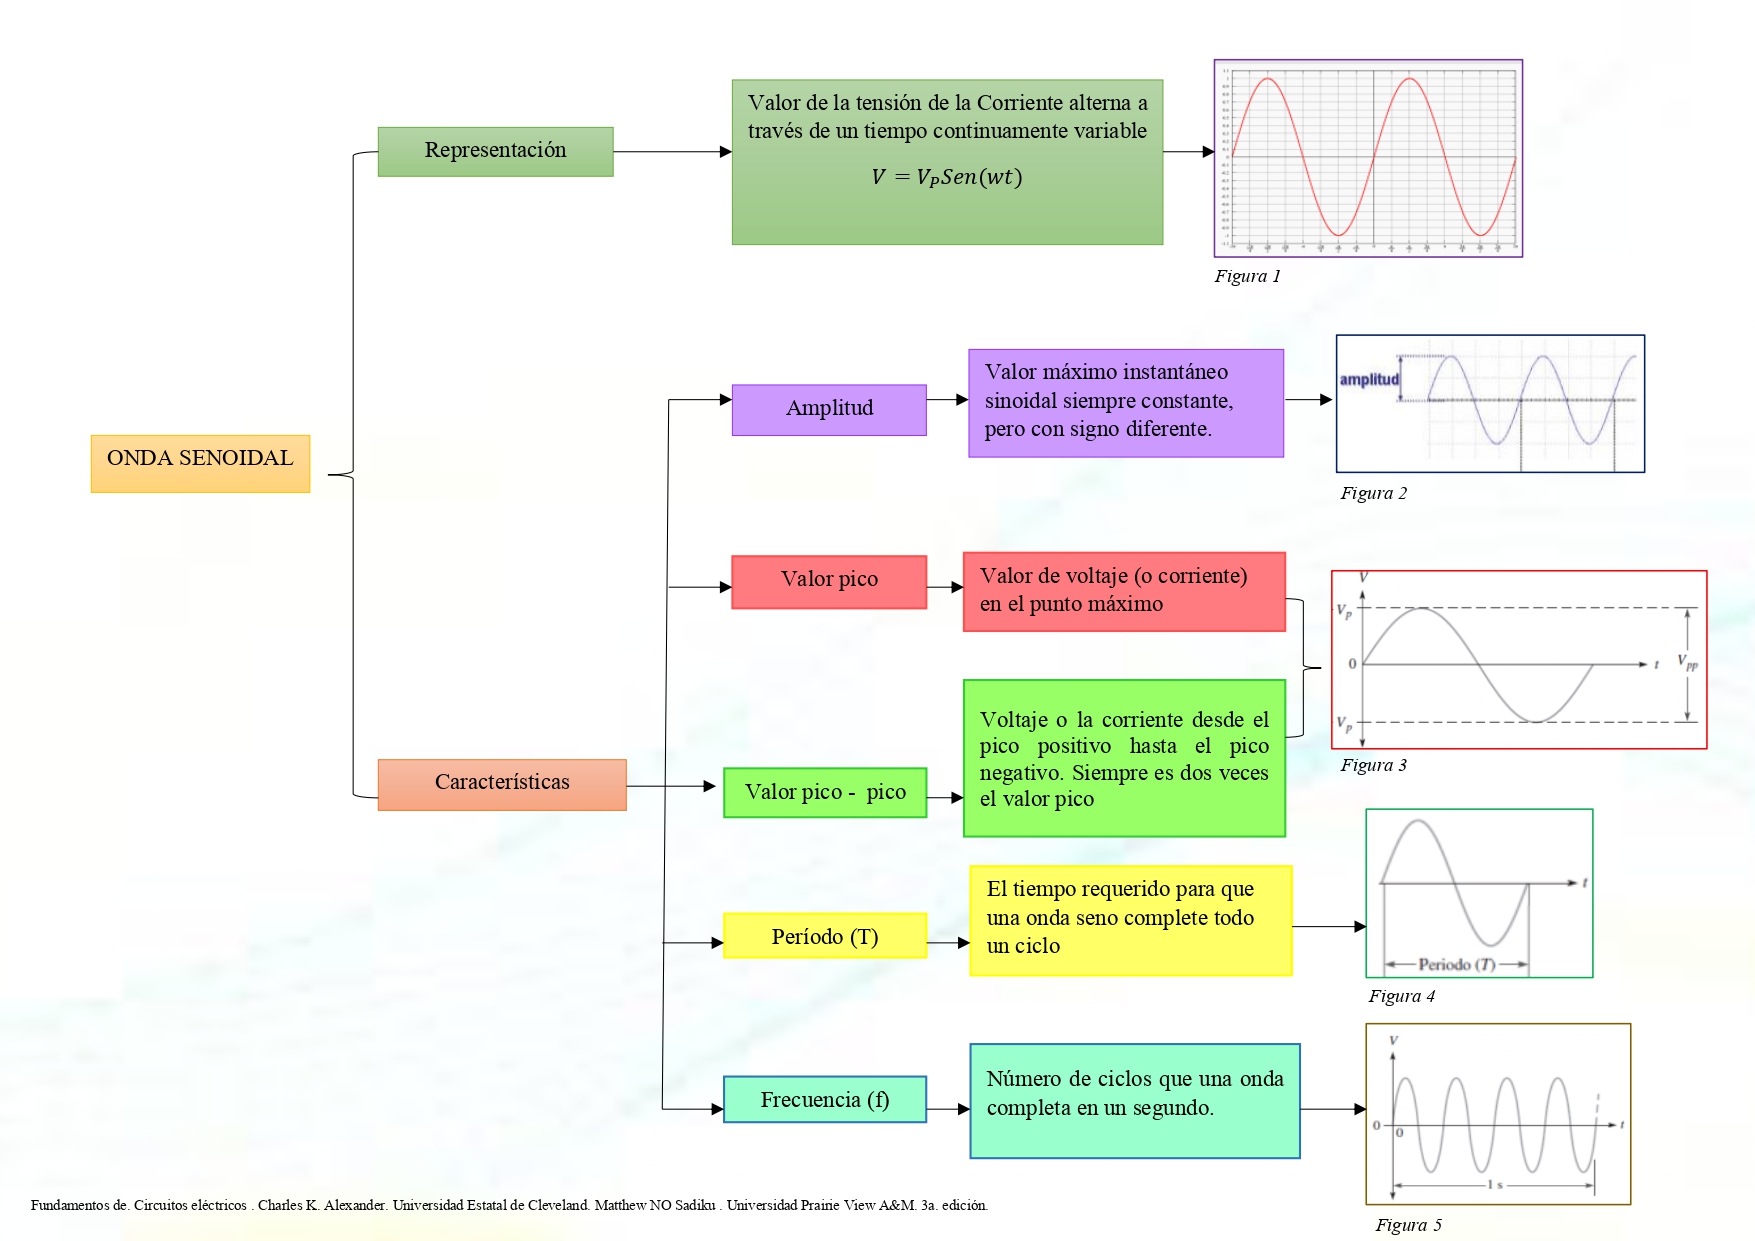 Valor de la tensión de la Corriente alterna a
través de un tiempo continuamente variable
V = V_P Sen(wt)
Representación
Figura 1
Valor máximo instantáneo
sinoidal siempre constante,
pero con signo diferente.
Amplitud
amplitud
Figura 2
ONDA SENOIDAL
Valor pico
Valor de voltaje (o corriente)
en el punto máximo
V
Vp
0
t
Vpp
Vp
Figura 3
Características
Valor pico - pico
Voltaje o la corriente desde el
pico positivo hasta el pico
negativo. Siempre es dos veces
el valor pico
Período (T)
El tiempo requerido para que
una onda seno complete todo
un ciclo
t
Periodo (T)
Figura 4
Frecuencia (f)
Número de ciclos que una onda
completa en un segundo.
V
0
0
t
1 s
Figura 5
Fundamentos de. Circuitos eléctricos . Charles K. Alexander. Universidad Estatal de Cleveland. Matthew NO Sadiku . Universidad Prairie View A&M. 3a. edición.